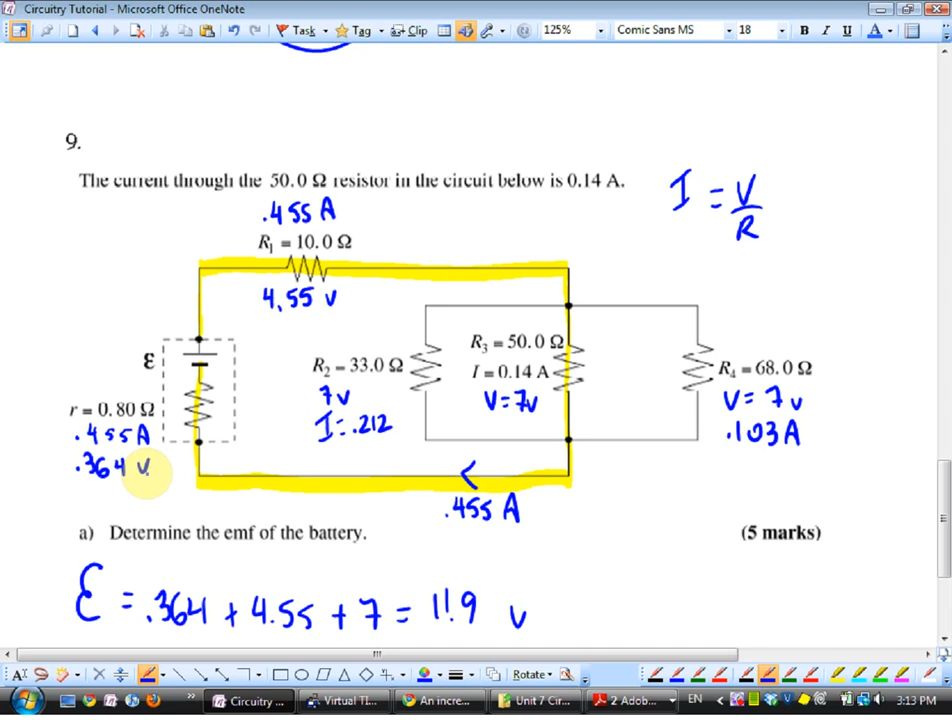 Circuitry Tutorial - Microsoft Office OneNote
Task Tag Clip 125% Comic Sans MS 18 B I U A
9.
The current through the 50.0 Ω resistor in the circuit below is 0.14 A.
I = V/R
.455 A
R₁ = 10.0 Ω
4.55 v
ε
R₂ = 33.0 Ω
7v
I = .212
R₃ = 50.0 Ω
I = 0.14 A
V = 7v
R₄ = 68.0 Ω
V = 7v
.103A
r = 0.80 Ω
.455A
.364 v
.455 A
a) Determine the emf of the battery. (5 marks)
Ɛ = .364 + 4.55 + 7 = 11.9 v
Rotate
Circuitry ... Virtual TI... An incre... Unit 7 Cir... 2 Adob... EN 3:13 PM